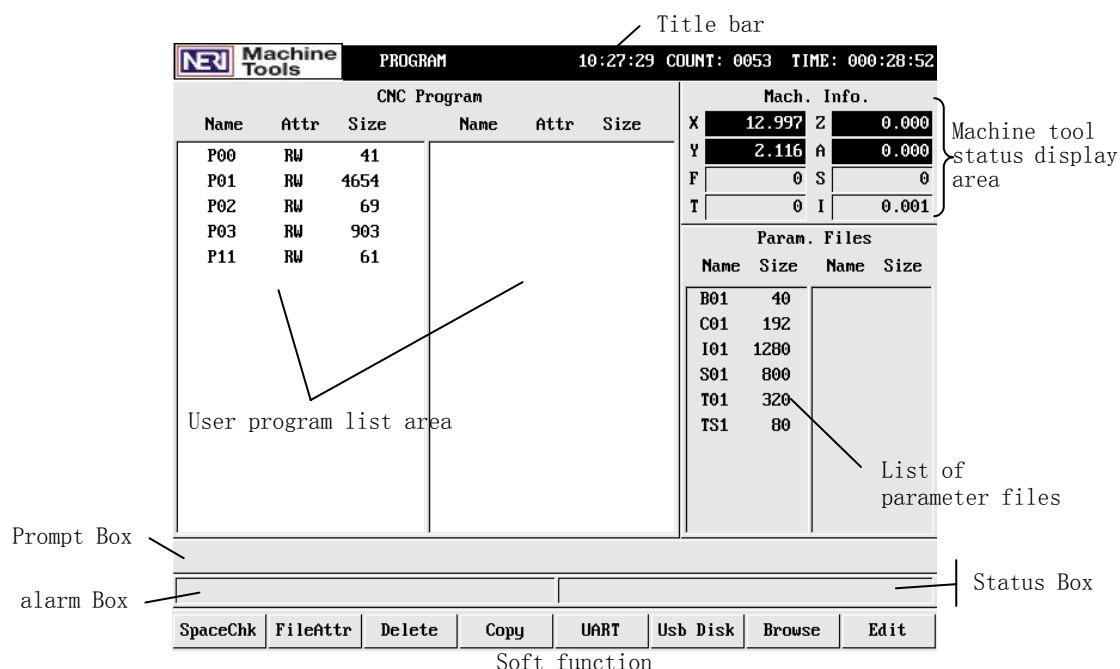 Title bar
NERI Machine Tools PROGRAM 10:27:29 COUNT: 0053 TIME: 000:28:52
CNC Program
Name Attr Size Name Attr Size
P00 RW 41
P01 RW 4654
P02 RW 69
P03 RW 903
P11 RW 61
User program list area
Mach. Info.
X 12.997 Z 0.000
Y 2.116 A 0.000
F 0 S 0
T 0 I 0.001
Machine tool
status display
area
Param. Files
Name Size Name Size
B01 40
C01 192
I01 1280
S01 800
T01 320
TS1 80
List of
parameter files
Prompt Box
alarm Box
Status Box
SpaceChk FileAttr Delete Copy UART Usb Disk Browse Edit
Soft function